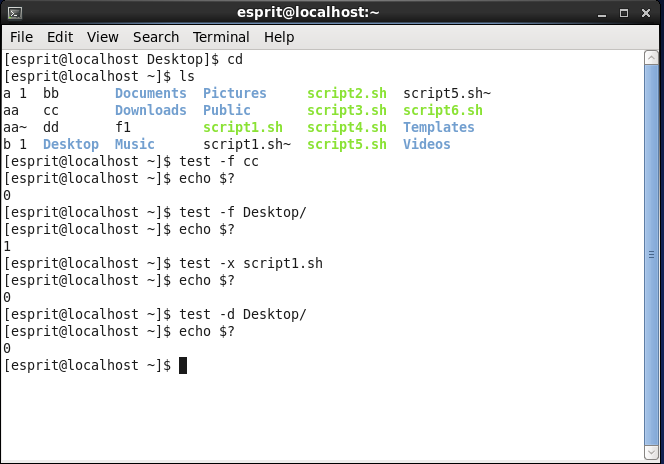 esprit@localhost:~
File Edit View Search Terminal Help
[esprit@localhost Desktop]$ cd
[esprit@localhost ~]$ ls
a 1  bb       Documents  Pictures     script2.sh  script5.sh~
aa   cc       Downloads  Public       script3.sh  script6.sh
aa~  dd       f1         script1.sh   script4.sh  Templates
b 1  Desktop  Music      script1.sh~  script5.sh  Videos
[esprit@localhost ~]$ test -f cc
[esprit@localhost ~]$ echo $?
0
[esprit@localhost ~]$ test -f Desktop/
[esprit@localhost ~]$ echo $?
1
[esprit@localhost ~]$ test -x script1.sh
[esprit@localhost ~]$ echo $?
0
[esprit@localhost ~]$ test -d Desktop/
[esprit@localhost ~]$ echo $?
0
[esprit@localhost ~]$